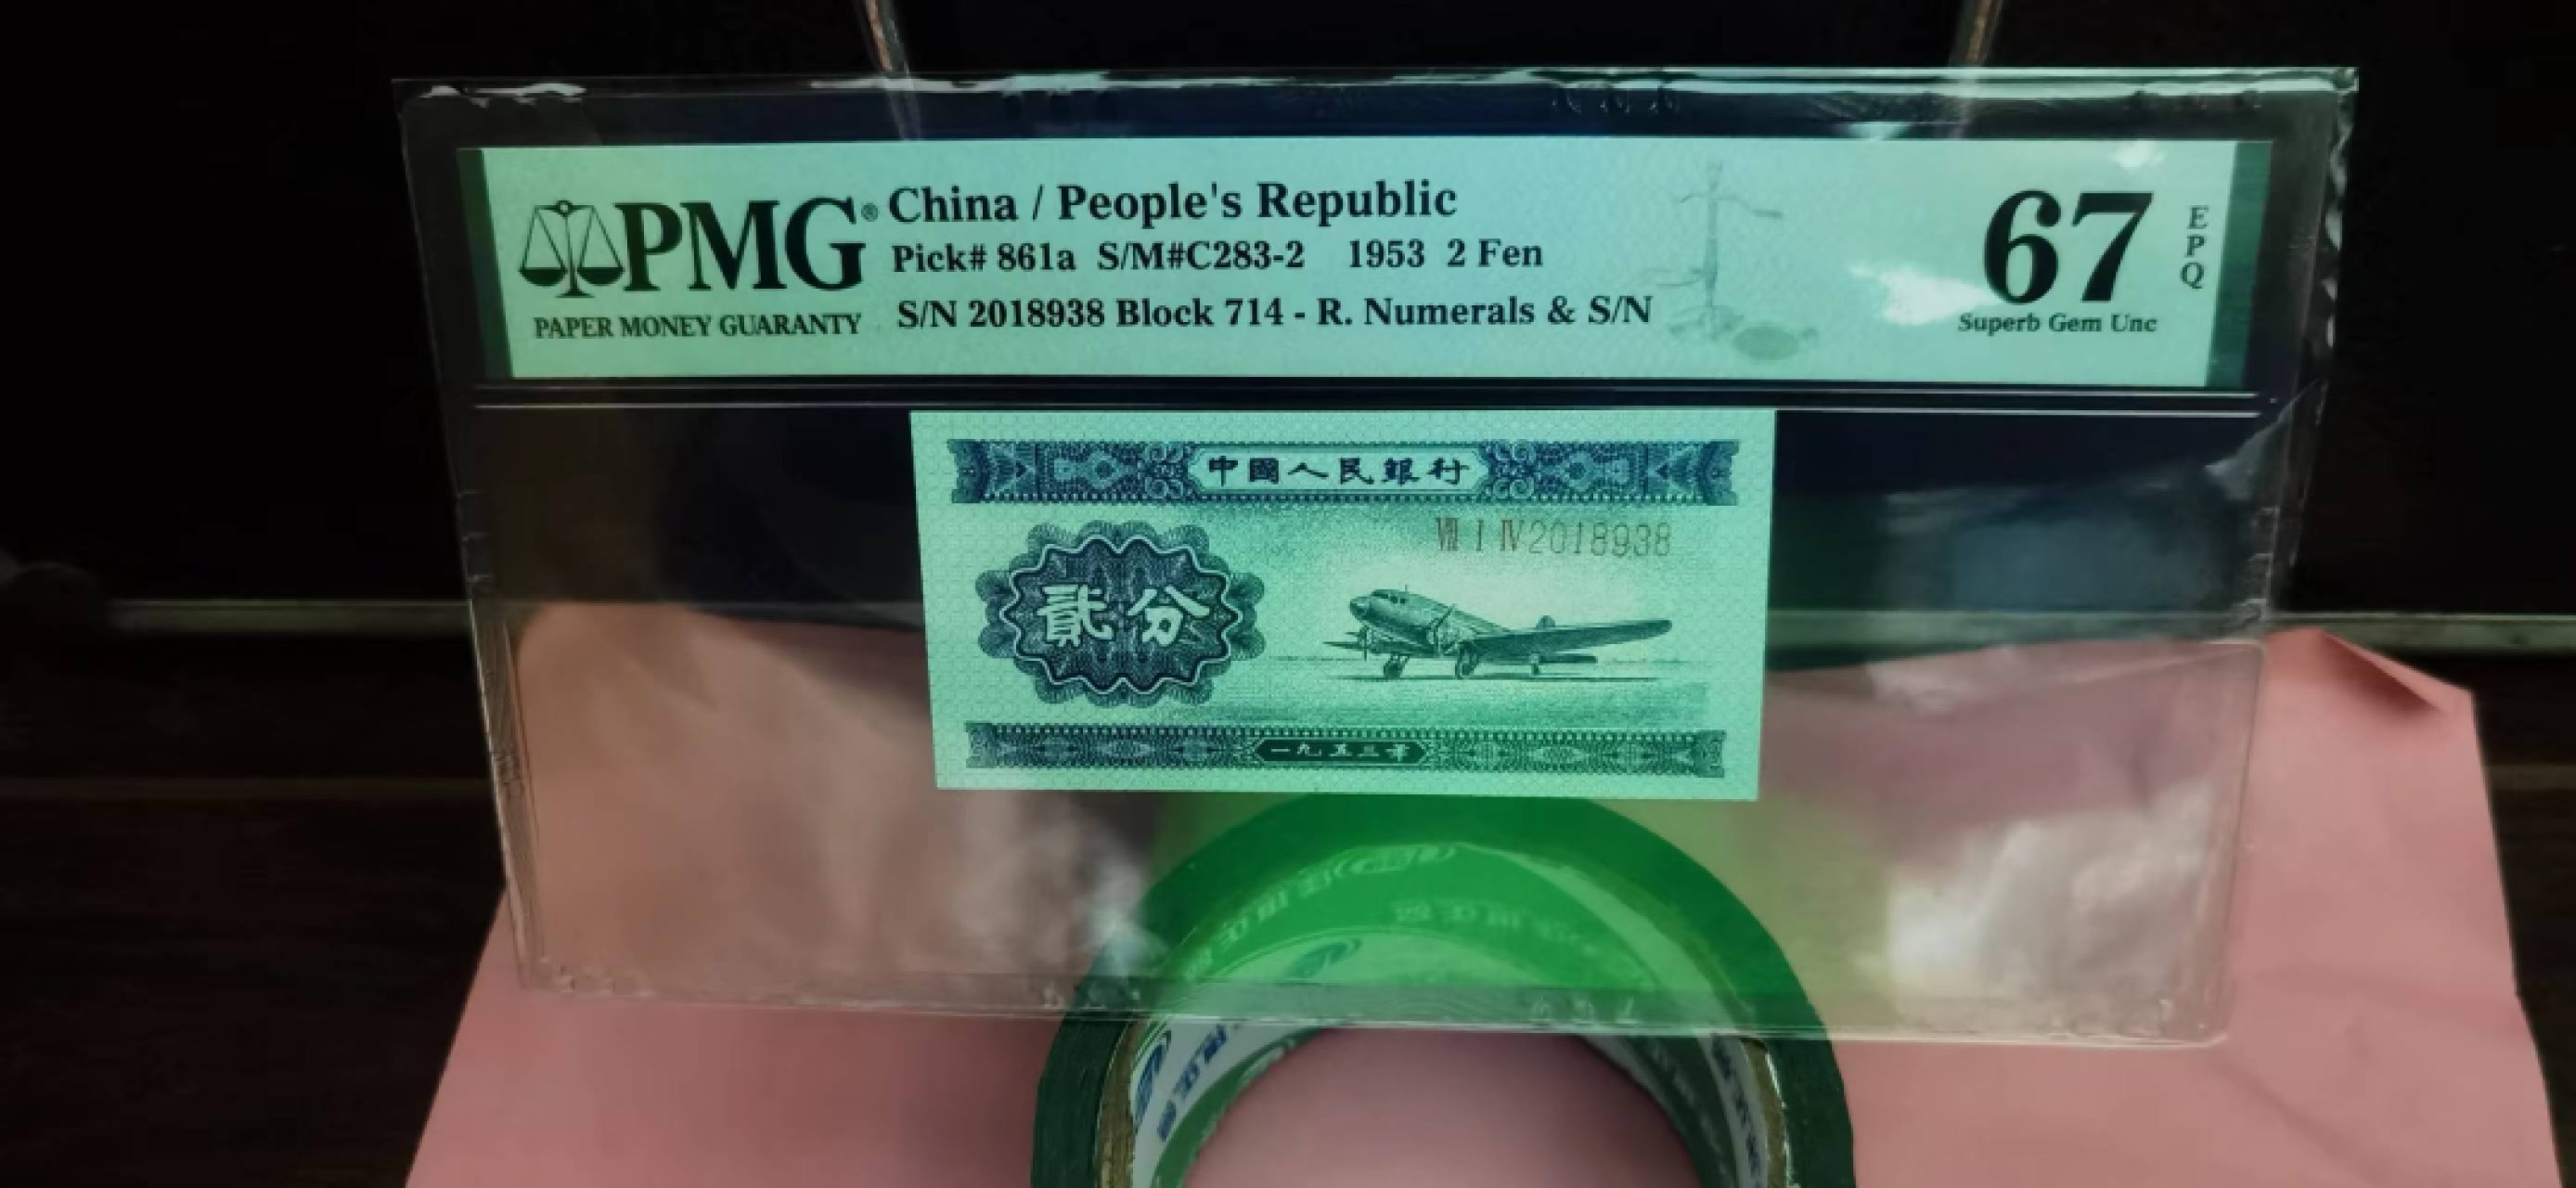 PMG®
PAPER MONEY GUARANTY
China / People's Republic
Pick# 861a S/M#C283-2 1953 2 Fen
S/N 2018938 Block 714 - R. Numerals & S/N
67
EPQ
Superb Gem Unc
中國人民銀行
Ⅶ Ⅰ Ⅳ 2018938
貳分
一九五三年